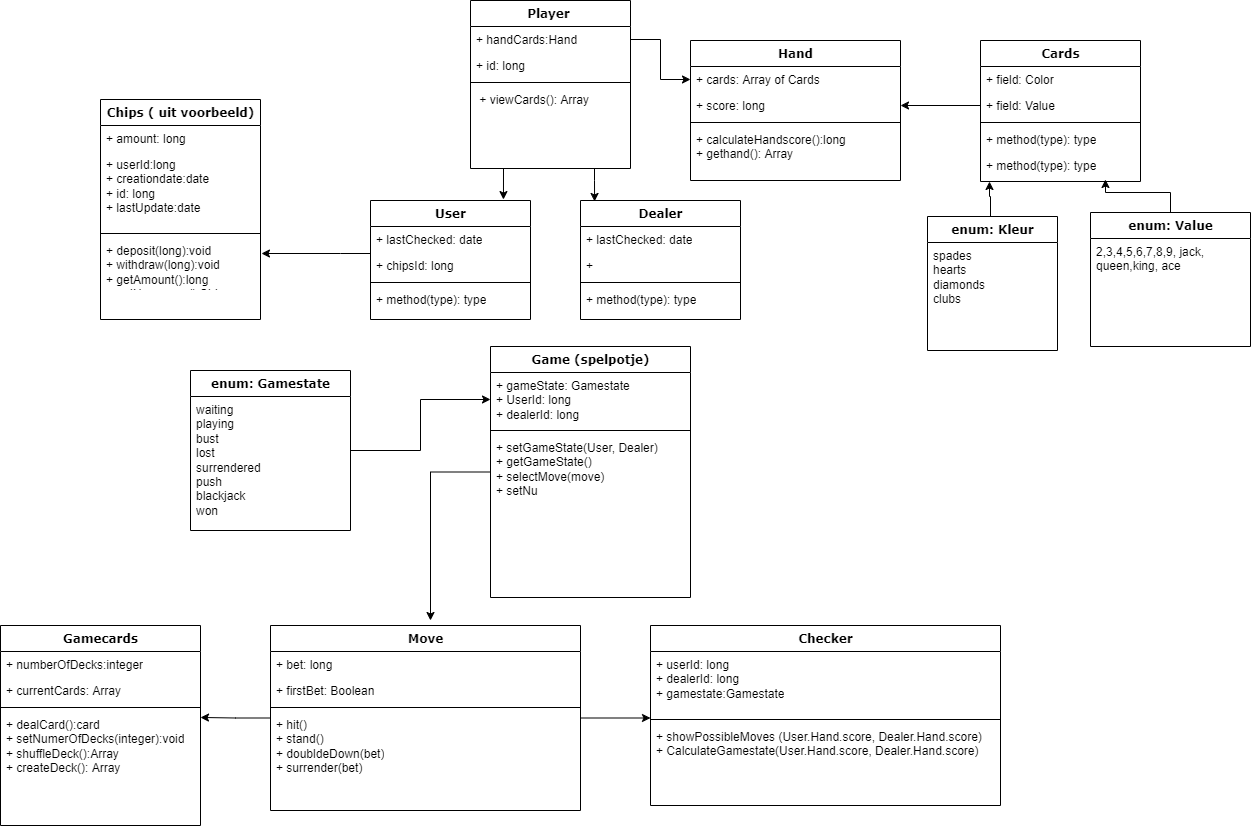 Player
+ handCards:Hand
+ id: long
+ viewCards(): Array
Hand
+ cards: Array of Cards
+ score: long
+ calculateHandscore():long
+ gethand(): Array
Cards
+ field: Color
+ field: Value
+ method(type): type
+ method(type): type
Chips ( uit voorbeeld)
+ amount: long
+ userId:long
+ creationdate:date
+ id: long
+ lastUpdate:date
+ deposit(long):void
+ withdraw(long):void
+ getAmount():long
User
+ lastChecked: date
+ chipsId: long
+ method(type): type
Dealer
+ lastChecked: date
+
+ method(type): type
enum: Kleur
spades
hearts
diamonds
clubs
enum: Value
2,3,4,5,6,7,8,9, jack,
queen,king, ace
enum: Gamestate
waiting
playing
bust
lost
surrendered
push
blackjack
won
Game (spelpotje)
+ gameState: Gamestate
+ UserId: long
+ dealerId: long
+ setGameState(User, Dealer)
+ getGameState()
+ selectMove(move)
+ setNu
Gamecards
+ numberOfDecks:integer
+ currentCards: Array
+ dealCard():card
+ setNumerOfDecks(integer):void
+ shuffleDeck():Array
+ createDeck(): Array
Move
+ bet: long
+ firstBet: Boolean
+ hit()
+ stand()
+ doubldeDown(bet)
+ surrender(bet)
Checker
+ userId: long
+ dealerId: long
+ gamestate:Gamestate
+ showPossibleMoves (User.Hand.score, Dealer.Hand.score)
+ CalculateGamestate(User.Hand.score, Dealer.Hand.score)